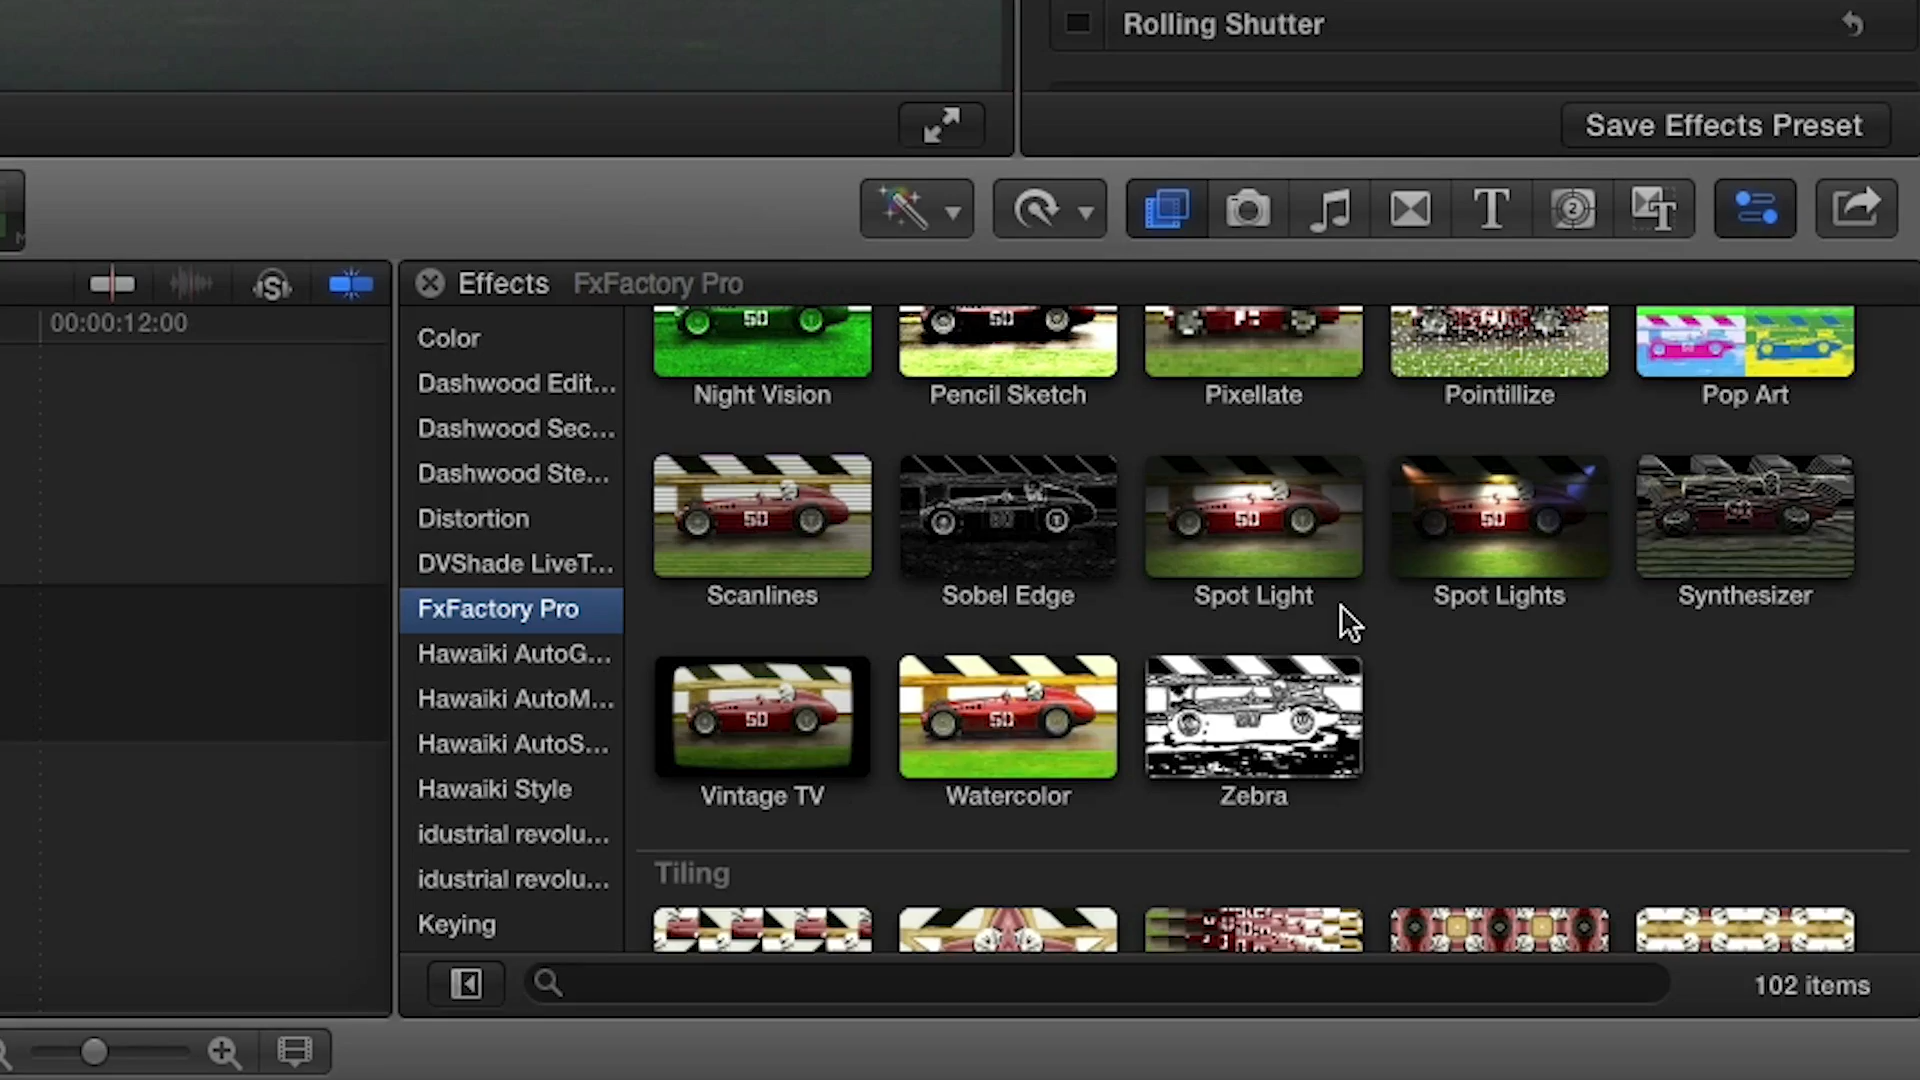 Rolling Shutter
Save Effects Preset
Effects FxFactory Pro
00:00:12:00
Color
Dashwood Edit...
Dashwood Sec...
Dashwood Ste...
Distortion
DVShade LiveT...
FxFactory Pro
Hawaiki AutoG...
Hawaiki AutoM...
Hawaiki AutoS...
Hawaiki Style
idustrial revolu...
idustrial revolu...
Keying
Night Vision
Pencil Sketch
Pixellate
Pointillize
Pop Art
Scanlines
Sobel Edge
Spot Light
Spot Lights
Synthesizer
Vintage TV
Watercolor
Zebra
Tiling
102 items